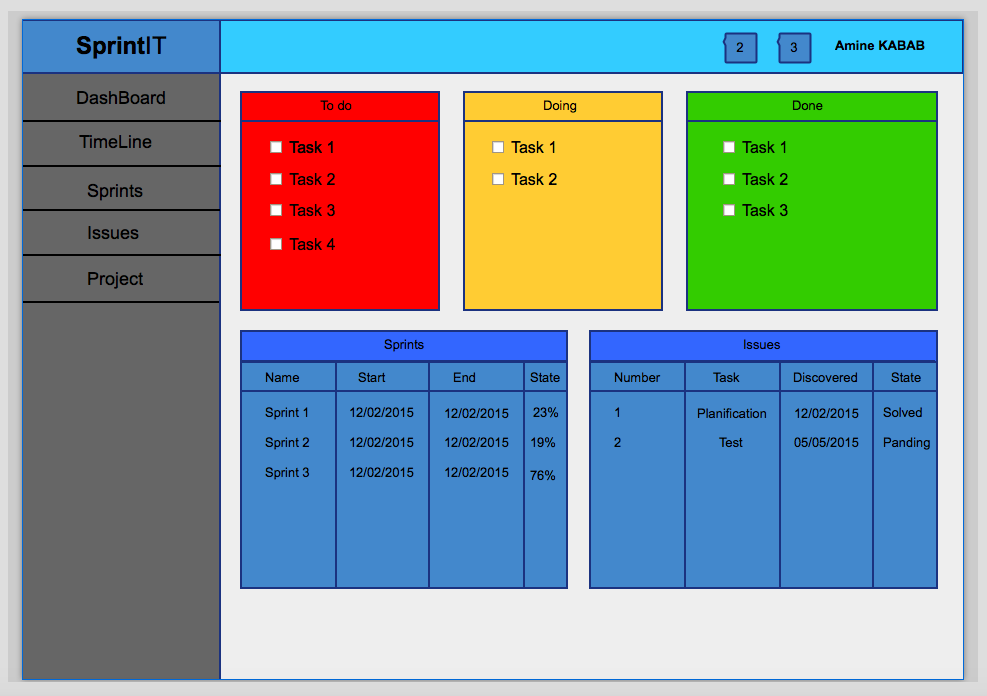 SprintIT
2 3 Amine KABAB
DashBoard
TimeLine
Sprints
Issues
Project
To do
Task 1
Task 2
Task 3
Task 4
Doing
Task 1
Task 2
Done
Task 1
Task 2
Task 3
Sprints
Name Start End State
Sprint 1 12/02/2015 12/02/2015 23%
Sprint 2 12/02/2015 12/02/2015 19%
Sprint 3 12/02/2015 12/02/2015 76%
Issues
Number Task Discovered State
1 Planification 12/02/2015 Solved
2 Test 05/05/2015 Panding